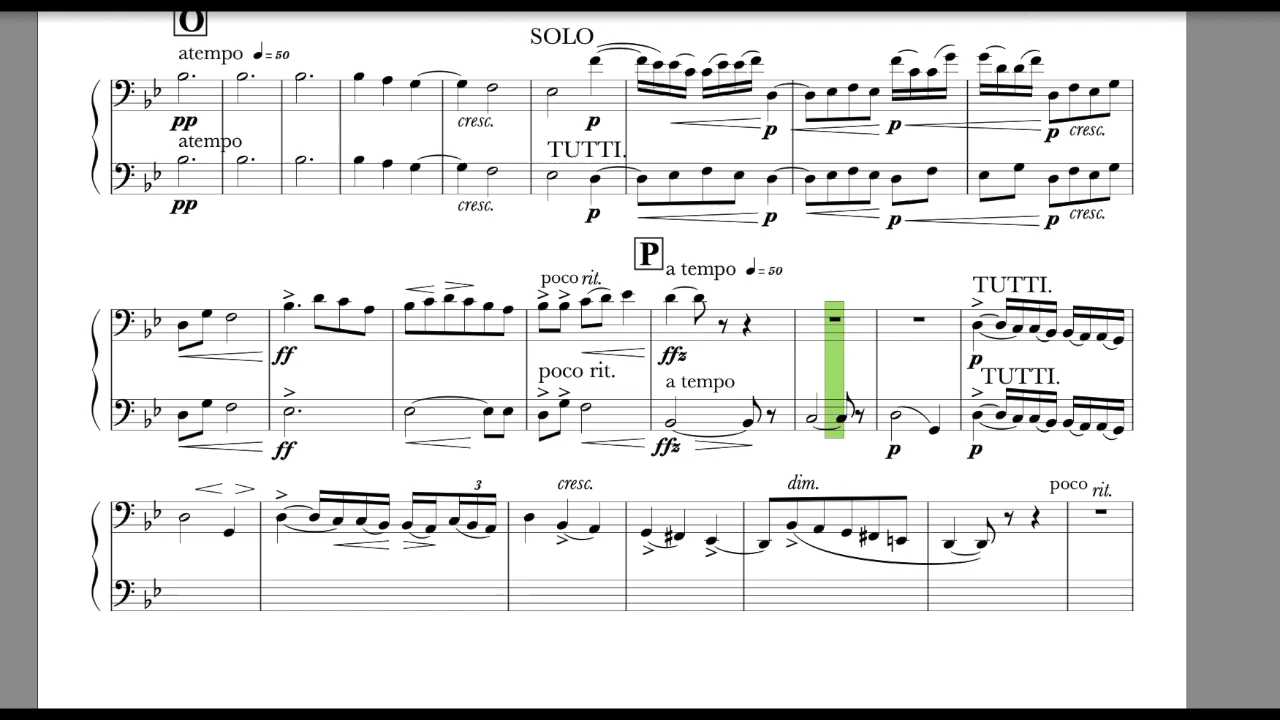 O
atempo ♩=50
SOLO
pp cresc. p p p p cresc.
atempo
TUTTI.
pp cresc. p p p p cresc.
P
a tempo ♩=50
poco rit.
TUTTI.
ff ffz p
poco rit.
a tempo
TUTTI.
ff ffz p p
cresc. dim. poco rit.
3